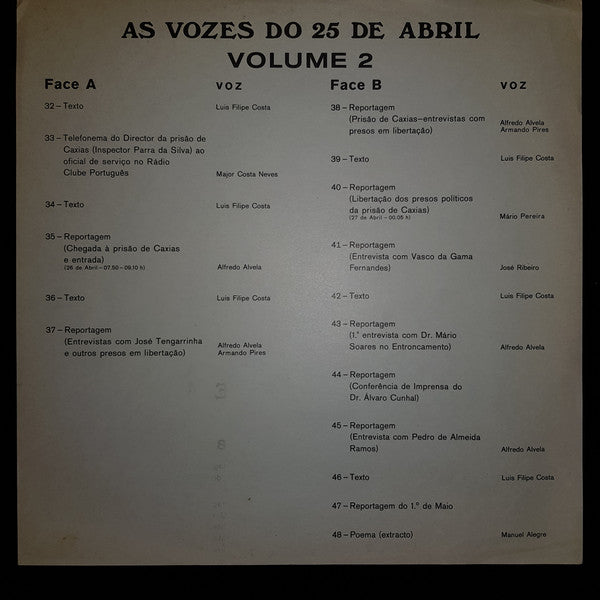 AS VOZES DO 25 DE ABRIL
VOLUME 2
Face A VOZ
32 – Texto Luis Filipe Costa
33 – Telefonema do Director da prisão de
Caxias (Inspector Parra da Silva) ao
oficial de serviço no Rádio
Clube Português Major Costa Neves
34 – Texto Luis Filipe Costa
35 – Reportagem
(Chegada à prisão de Caxias
e entrada)
(26 de Abril – 07,50 – 09,10 h) Alfredo Alvela
36 – Texto Luis Filipe Costa
37 – Reportagem
(Entrevistas com José Tengarrinha Alfredo Alvela
e outros presos em libertação) Armando Pires
Face B VOZ
38 – Reportagem
(Prisão de Caxias—entrevistas com Alfredo Alvela
presos em libertação) Armando Pires
39 – Texto Luis Filipe Costa
40 – Reportagem
(Libertação dos presos políticos
da prisão de Caxias)
(27 de Abril – 00,05 h) Mário Pereira
41 – Reportagem
(Entrevista com Vasco da Gama
Fernandes) José Ribeiro
42 – Texto Luis Filipe Costa
43 – Reportagem
(1.ª entrevista com Dr. Mário
Soares no Entroncamento) Alfredo Alvela
44 – Reportagem
(Conferência de Imprensa do
Dr. Álvaro Cunhal)
45 – Reportagem
(Entrevista com Pedro de Almeida
Ramos) Alfredo Alvela
46 – Texto Luis Filipe Costa
47 – Reportagem do 1.º de Maio
48 – Poema (extracto) Manuel Alegre